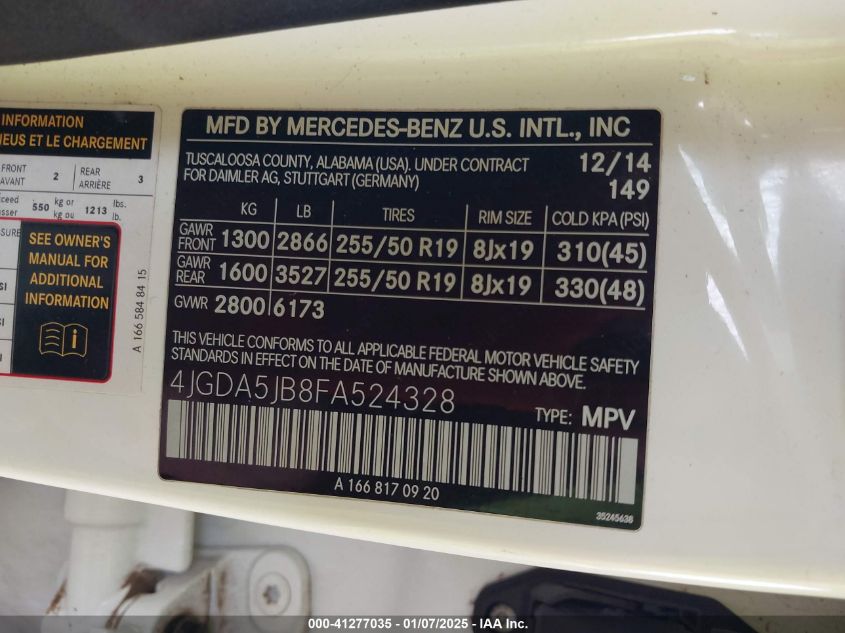 INFORMATION
NEUS ET LE CHARGEMENT
FRONT
AVANT 2
REAR
ARRIÈRE 3
550 kg or
kg ou 1213 lbs.
lb.
SEE OWNER'S
MANUAL FOR
ADDITIONAL
INFORMATION
A 166 584 84 15
MFD BY MERCEDES-BENZ U.S. INTL., INC
TUSCALOOSA COUNTY, ALABAMA (USA). UNDER CONTRACT 12/14
FOR DAIMLER AG, STUTTGART (GERMANY) 149
KG LB TIRES RIM SIZE COLD KPA (PSI)
GAWR
FRONT 1300 2866 255/50 R19 8Jx19 310(45)
GAWR
REAR 1600 3527 255/50 R19 8Jx19 330(48)
GVWR 2800 6173
THIS VEHICLE CONFORMS TO ALL APPLICABLE FEDERAL MOTOR VEHICLE SAFETY
STANDARDS IN EFFECT ON THE DATE OF MANUFACTURE SHOWN ABOVE.
4JGDA5JB8FA524328
TYPE: MPV
A 166 817 09 20
35245638
000-41277035 - 01/07/2025 - IAA Inc.